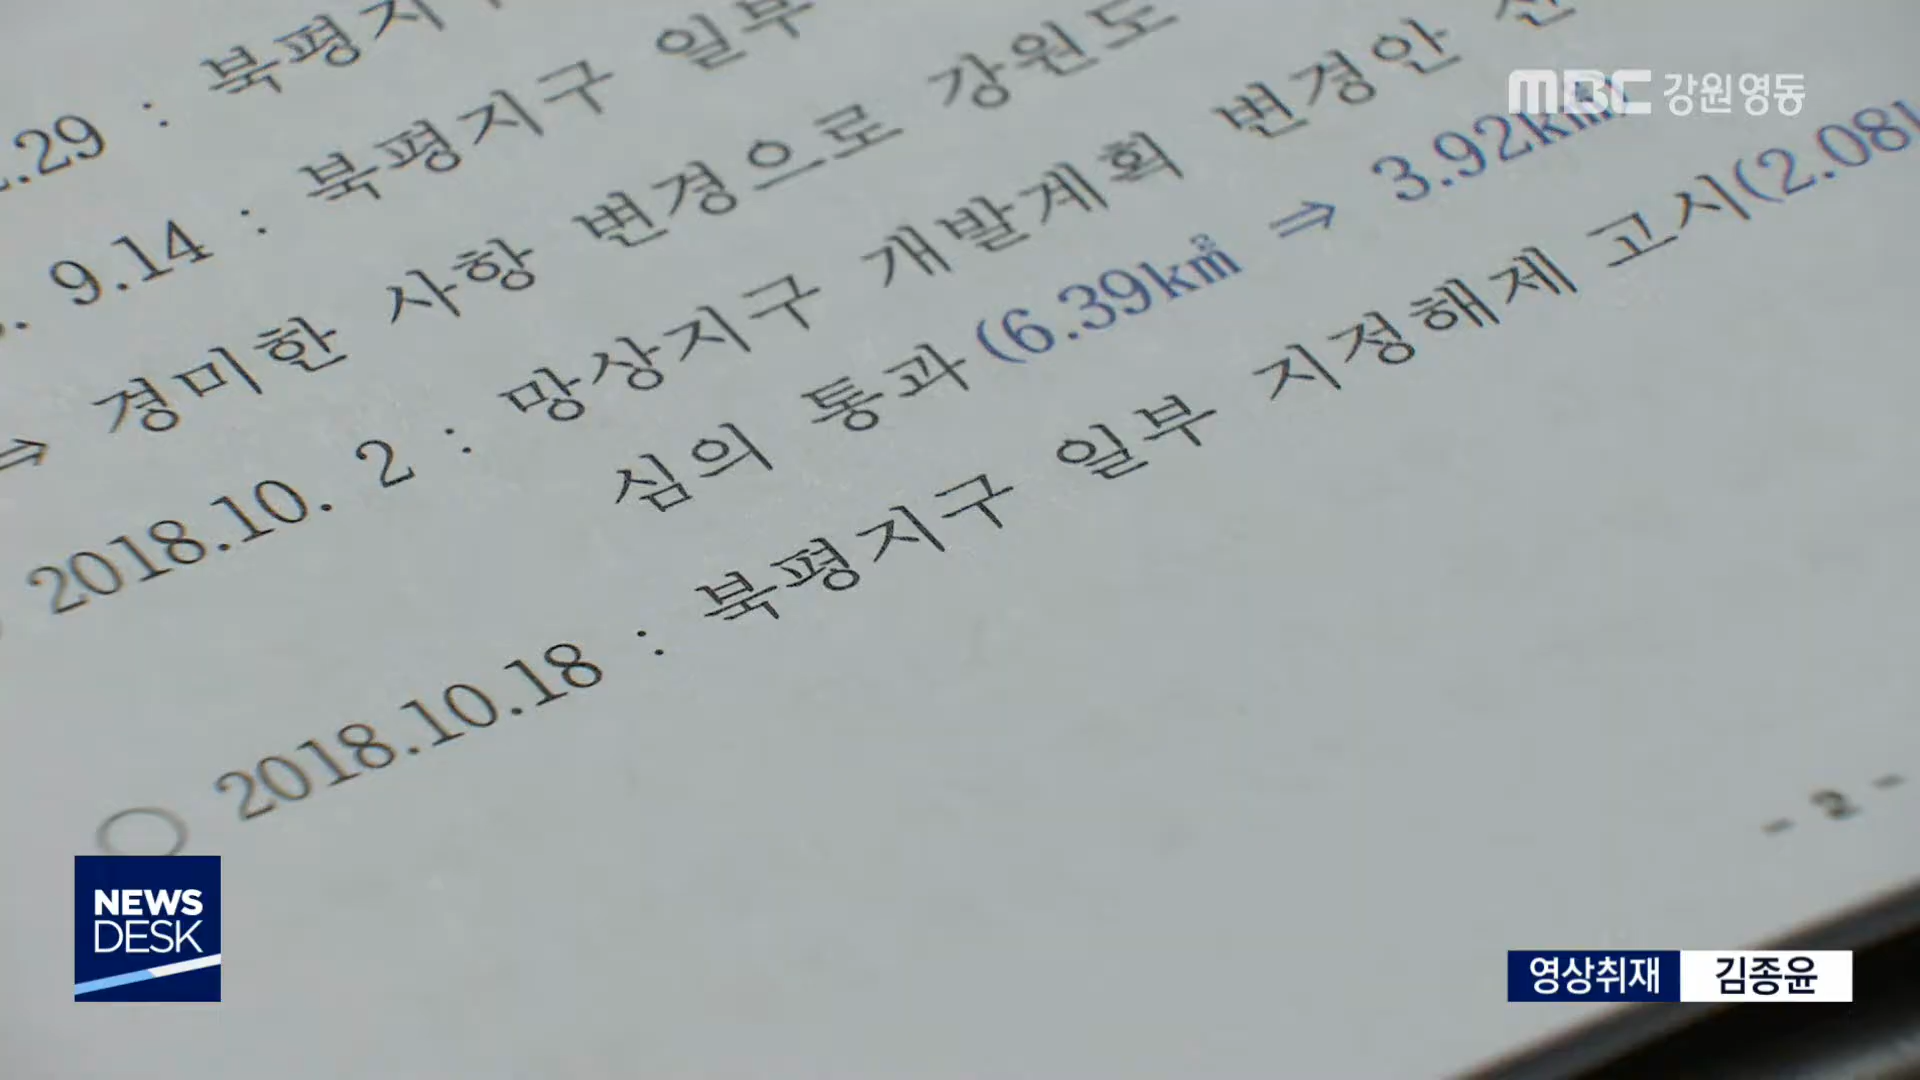 .29 : 북평지
9.14 : 북평지구 일부
⇒ 경미한 사항 변경으로 강원도
2018.10. 2 : 망상지구 개발계획 변경안
심의 통과(6.39㎢ ⇒ 3.92㎢)
○ 2018.10.18 : 북평지구 일부 지정해제 고시(2.08
- 2 -
MBC 강원영동
NEWS
DESK
영상취재 김종윤